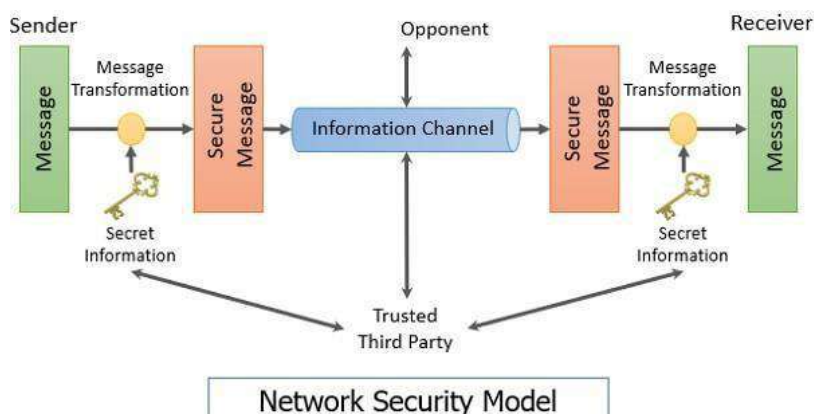 Sender
Receiver
Opponent
Message
Message
Transformation
Secure
Message
Information Channel
Secure
Message
Message
Transformation
Message
Secret
Information
Secret
Information
Trusted
Third Party
Network Security Model